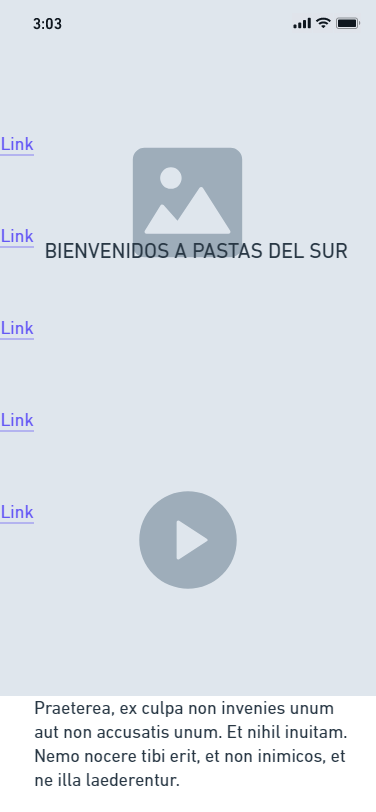 3:03
Link
Link
BIENVENIDOS A PASTAS DEL SUR
Link
Link
Link
Praeterea, ex culpa non invenies unum
aut non accusatis unum. Et nihil inuitam.
Nemo nocere tibi erit, et non inimicos, et
ne illa laederentur.